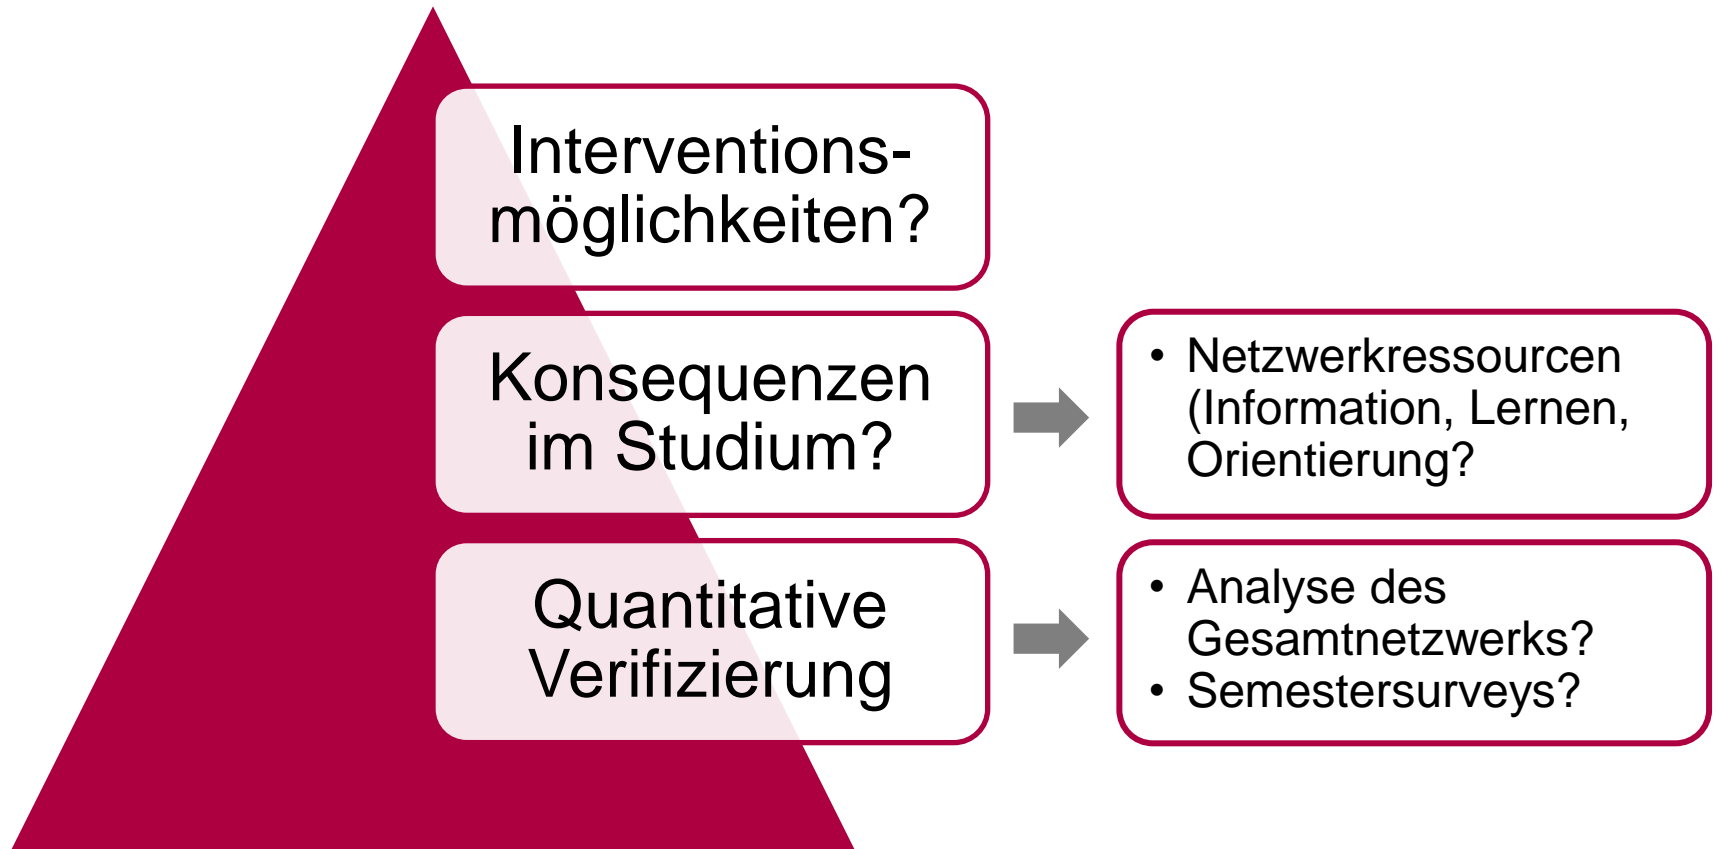 Interventions-
möglichkeiten?
Konsequenzen
im Studium?
• Netzwerkressourcen
(Information, Lernen,
Orientierung?
Quantitative
Verifizierung
• Analyse des
Gesamtnetzwerks?
• Semestersurveys?